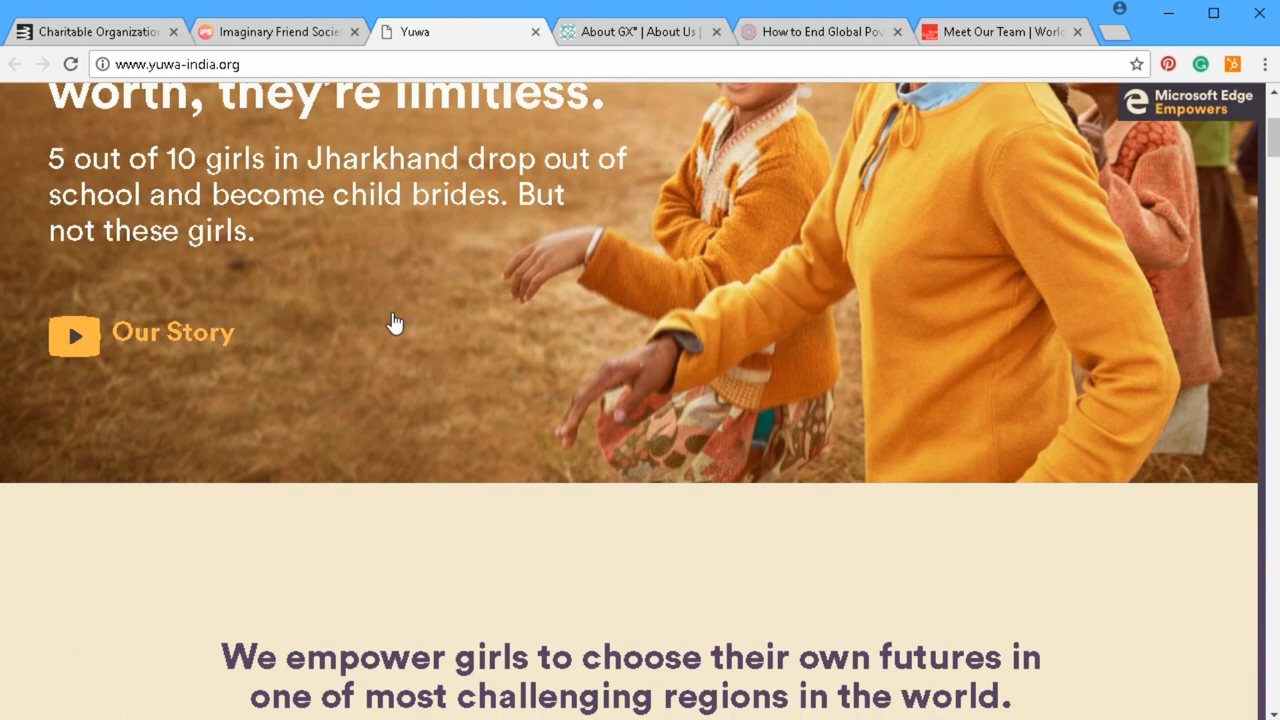 Charitable Organizatio
Imaginary Friend Socie
Yuwa
About GX® | About Us |
How to End Global Pov
Meet Our Team | World
www.yuwa-india.org
worth, they're limitless.
Microsoft Edge
Empowers
5 out of 10 girls in Jharkhand drop out of
school and become child brides. But
not these girls.
Our Story
We empower girls to choose their own futures in
one of most challenging regions in the world.